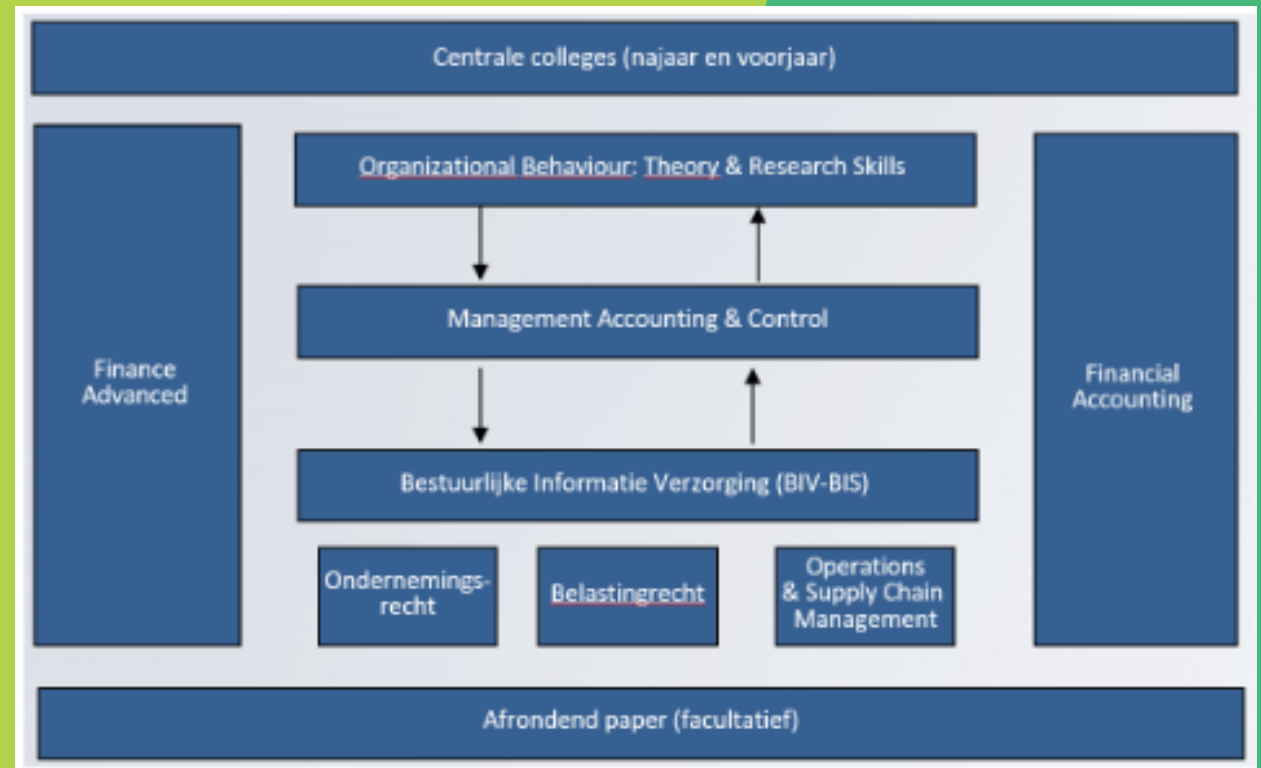 Centrale colleges (najaar en voorjaar)
Organizational Behaviour: Theory & Research Skills
Management Accounting & Control
Finance
Advanced
Financial
Accounting
Bestuurlijke Informatie Verzorging (BIV-BIS)
Ondernemings-
recht
Belastingrecht
Operations
& Supply Chain
Management
Afrondend paper (facultatief)